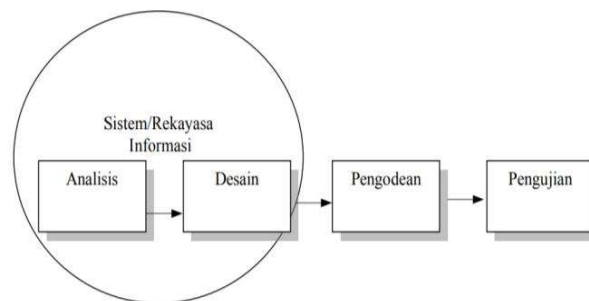 Sistem/Rekayasa
Informasi
Analisis
Desain
Pengodean
Pengujian